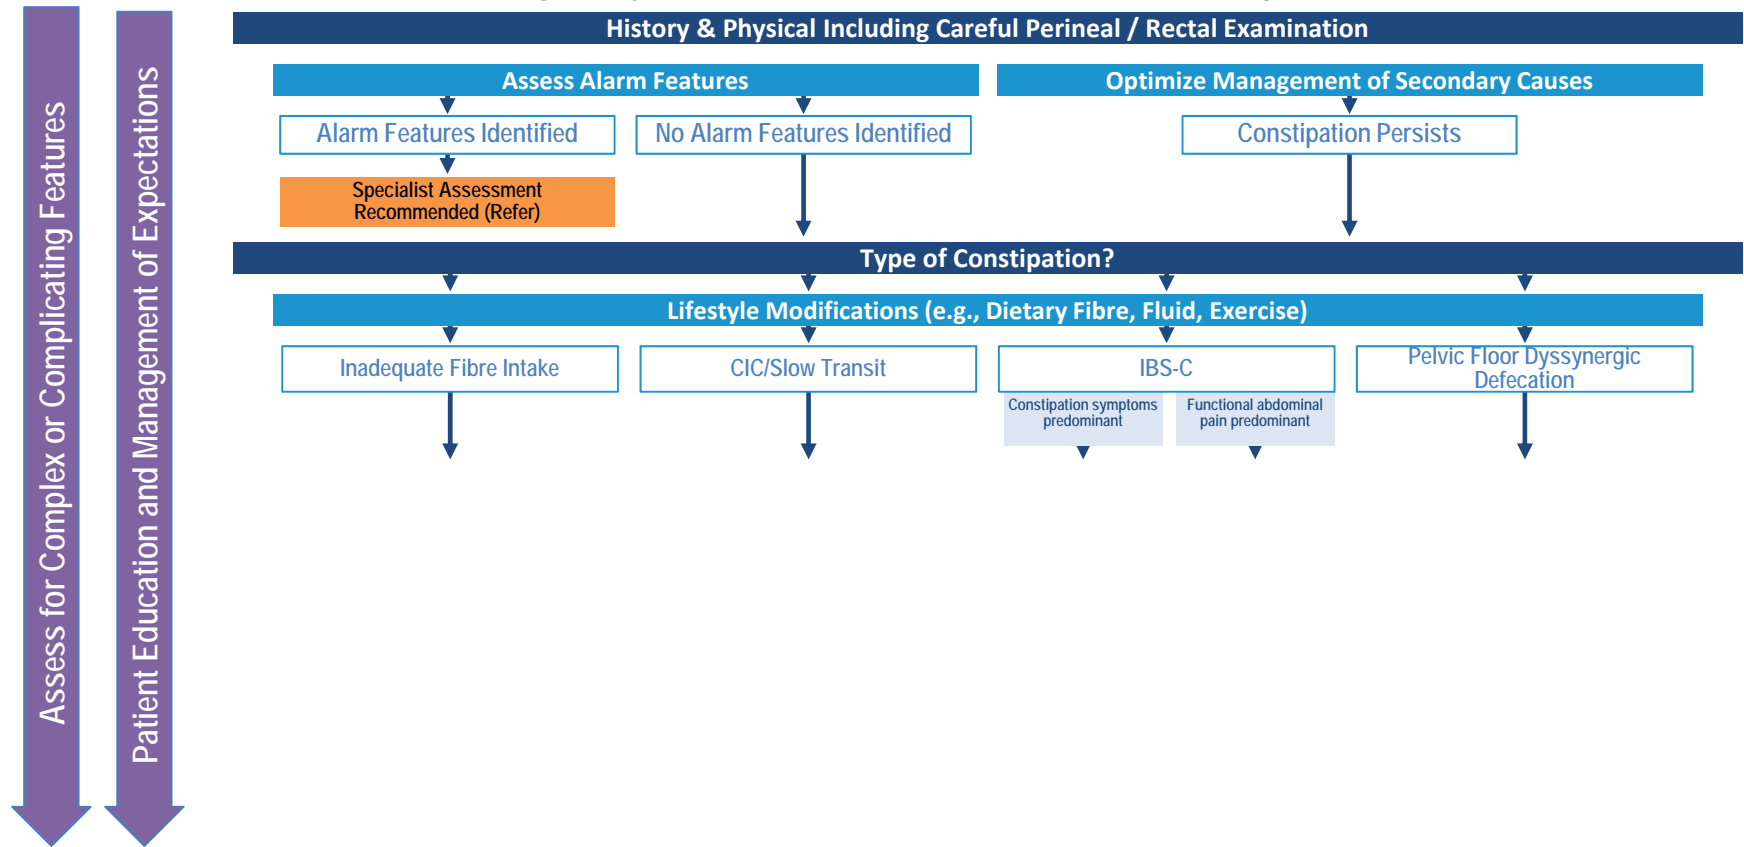 History & Physical Including Careful Perineal / Rectal Examination
Assess Alarm Features
Optimize Management of Secondary Causes
Alarm Features Identified
No Alarm Features Identified
Constipation Persists
Specialist Assessment
Recommended (Refer)
Type of Constipation?
Lifestyle Modifications (e.g., Dietary Fibre, Fluid, Exercise)
Inadequate Fibre Intake
CIC/Slow Transit
IBS-C
Pelvic Floor Dyssynergic
Defecation
Constipation symptoms
predominant
Functional abdominal
pain predominant
Assess for Complex or Complicating Features
Patient Education and Management of Expectations